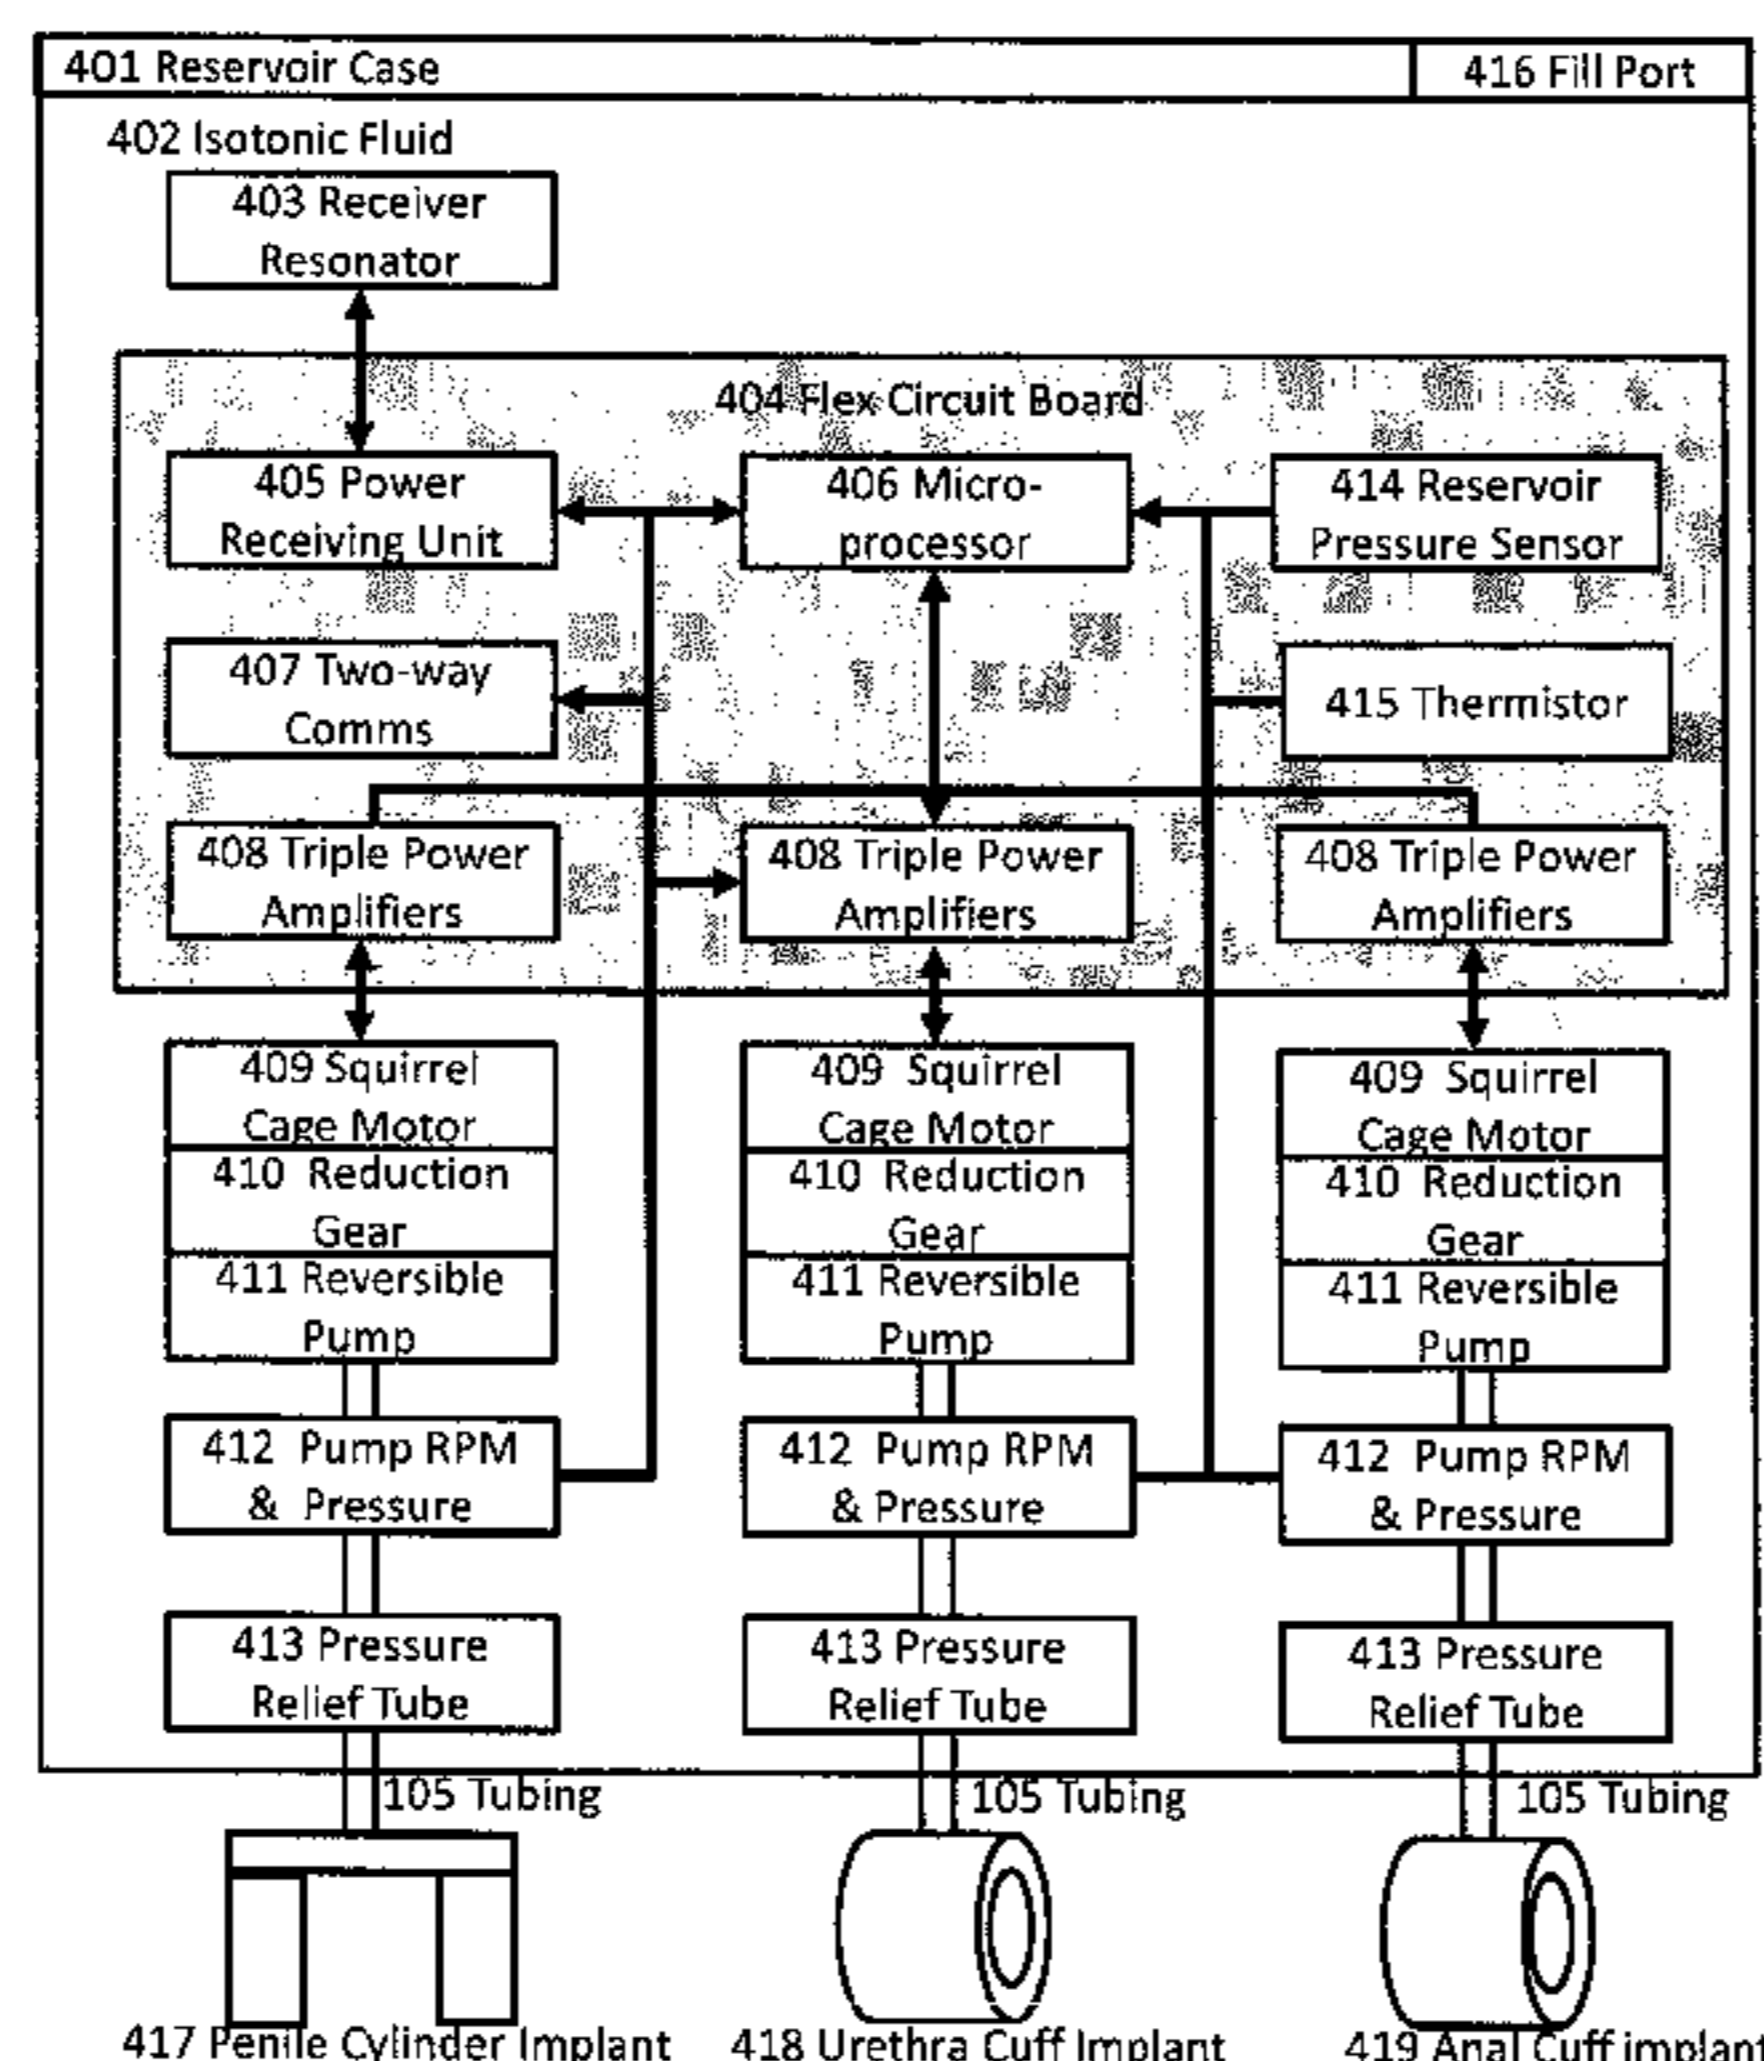 401 Reservoir Case
416 Fill Port
402 Isotonic Fluid
403 Receiver
Resonator
404 Flex Circuit Board
405 Power
Receiving Unit
406 Micro-
processor
414 Reservoir
Pressure Sensor
407 Two-way
Comms
415 Thermistor
408 Triple Power
Amplifiers
408 Triple Power
Amplifiers
408 Triple Power
Amplifiers
409 Squirrel
Cage Motor
410 Reduction
Gear
411 Reversible
Pump
409 Squirrel
Cage Motor
410 Reduction
Gear
411 Reversible
Pump
409 Squirrel
Cage Motor
410 Reduction
Gear
411 Reversible
Pump
412 Pump RPM
& Pressure
412 Pump RPM
& Pressure
412 Pump RPM
& Pressure
413 Pressure
Relief Tube
413 Pressure
Relief Tube
413 Pressure
Relief Tube
105 Tubing
105 Tubing
105 Tubing
417 Penile Cylinder Implant
418 Urethra Cuff Implant
419 Anal Cuff implant